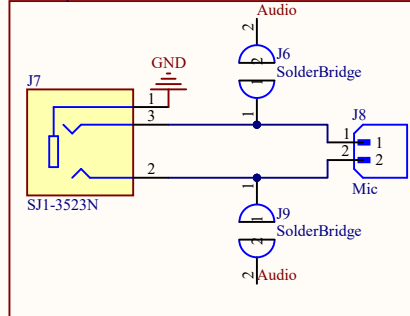 Audio
2
J6
2
SolderBridge
1
1
GND
J7
1
3
2
SJ1-3523N
J8
1 1
2 2
Mic
1
J9
1
SolderBridge
2
2
Audio